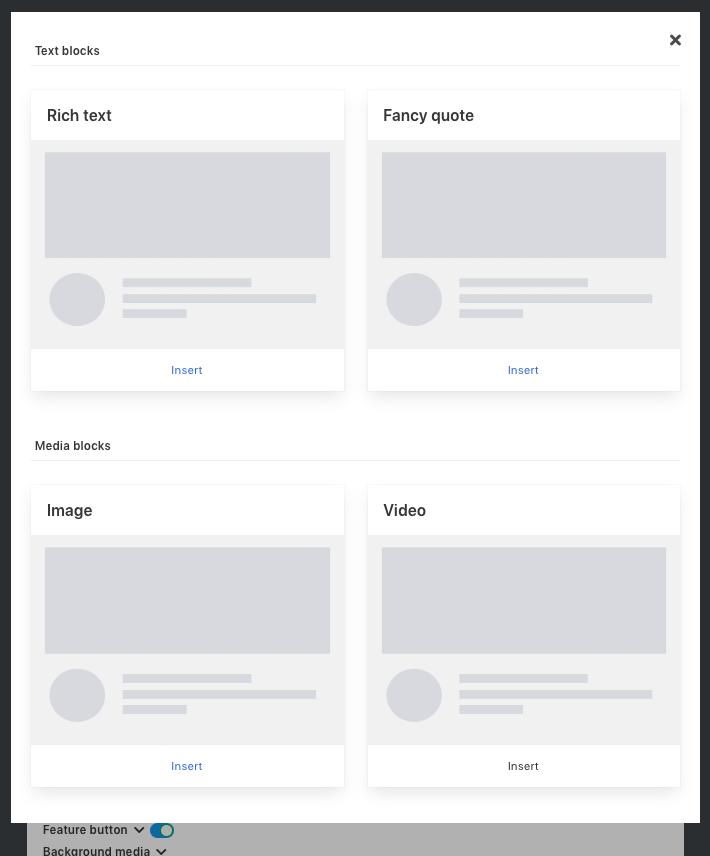 Text blocks
Rich text
Fancy quote
Insert
Insert
Media blocks
Image
Video
Insert
Insert
Feature button
Background media